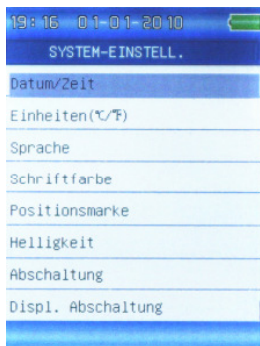 19:16 01-01-2010
SYSTEM-EINSTELL.
Datum/Zeit
Einheiten(℃/℉)
Sprache
Schriftfarbe
Positionsmarke
Helligkeit
Abschaltung
Displ. Abschaltung